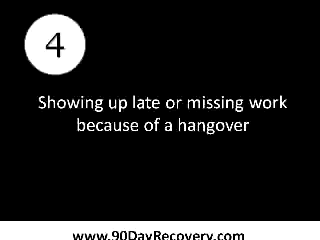 4
Showing up late or missing work
because of a hangover
www.90DayRecovery.com